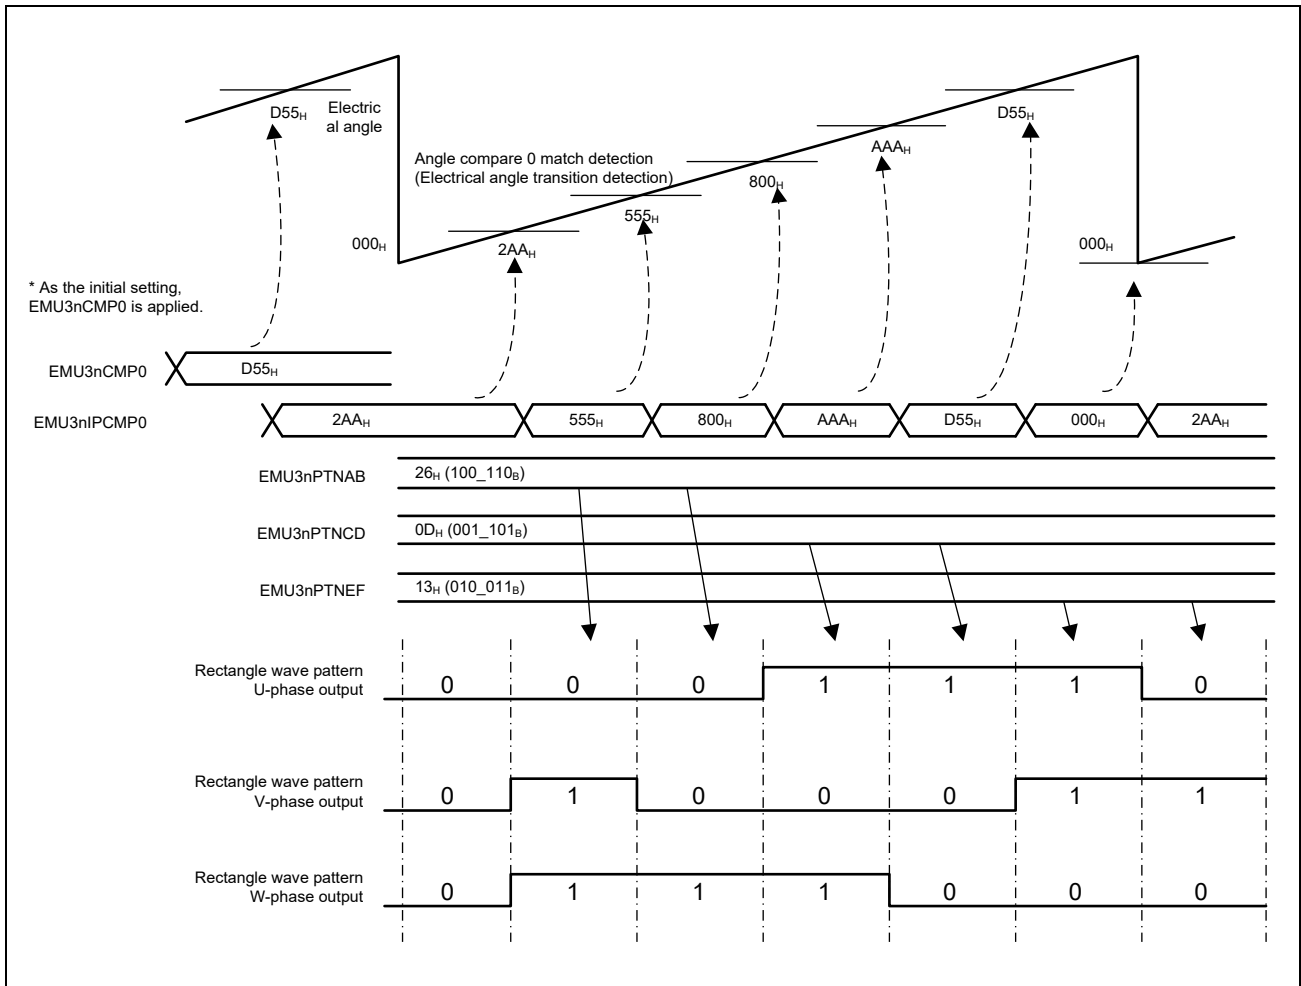 D55H
Electric
al angle
Angle compare 0 match detection
(Electrical angle transition detection)
D55H
AAAH
800H
555H
000H
2AAH
000H
* As the initial setting,
EMU3nCMP0 is applied.
EMU3nCMP0
D55H
EMU3nIPCMP0
2AAH
555H
800H
AAAH
D55H
000H
2AAH
EMU3nPTNAB
26H (100_110B)
EMU3nPTNCD
0DH (001_101B)
EMU3nPTNEF
13H (010_011B)
Rectangle wave pattern
U-phase output
0 0 0 1 1 1 0
Rectangle wave pattern
V-phase output
0 1 0 0 0 1 1
Rectangle wave pattern
W-phase output
0 1 1 1 0 0 0